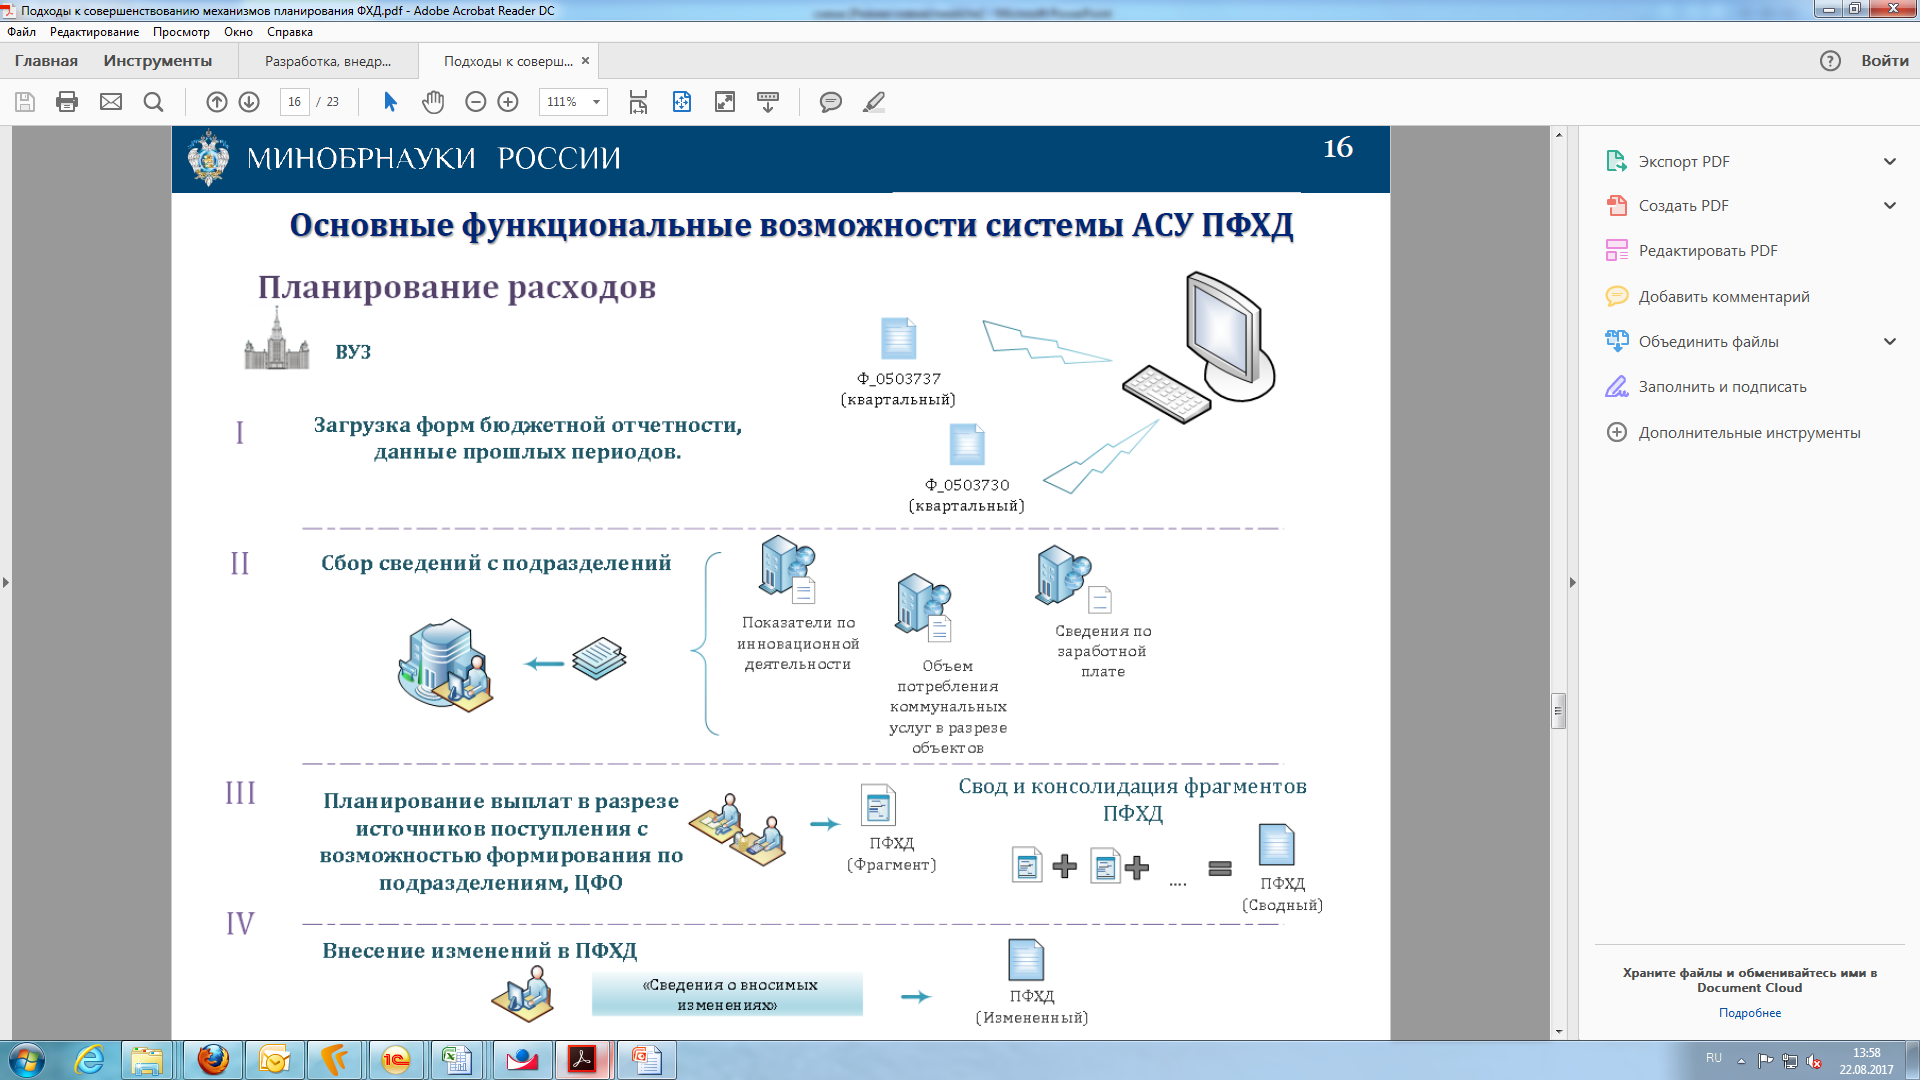 Подходы к совершенствованию механизмов планирования ФХД.pdf - Adobe Acrobat Reader DC
Файл Редактирование Просмотр Окно Справка
Главная Инструменты Разработка, внедр... Подходы к соверш... × ? Войти
16 / 23 111%
МИНОБРНАУКИ РОССИИ
16
Основные функциональные возможности системы АСУ ПФХД
Планирование расходов
ВУЗ
Ф_0503737
(квартальный)
I
Загрузка форм бюджетной отчетности,
данные прошлых периодов.
Ф_0503730
(квартальный)
II
Сбор сведений с подразделений
Показатели по
инновационной
деятельности
Объем
потребления
коммунальных
услуг в разрезе
объектов
Сведения по
заработной
плате
III
Планирование выплат в разрезе
источников поступления с
возможностью формирования по
подразделениям, ЦФО
ПФХД
(Фрагмент)
Свод и консолидация фрагментов
ПФХД
....
ПФХД
(Сводный)
IV
Внесение изменений в ПФХД
«Сведения о вносимых
изменениях»
ПФХД
(Измененный)
Экспорт PDF
Создать PDF
Редактировать PDF
Добавить комментарий
Объединить файлы
Заполнить и подписать
Дополнительные инструменты
Храните файлы и обменивайтесь ими в
Document Cloud
Подробнее
RU
13:58
22.08.2017